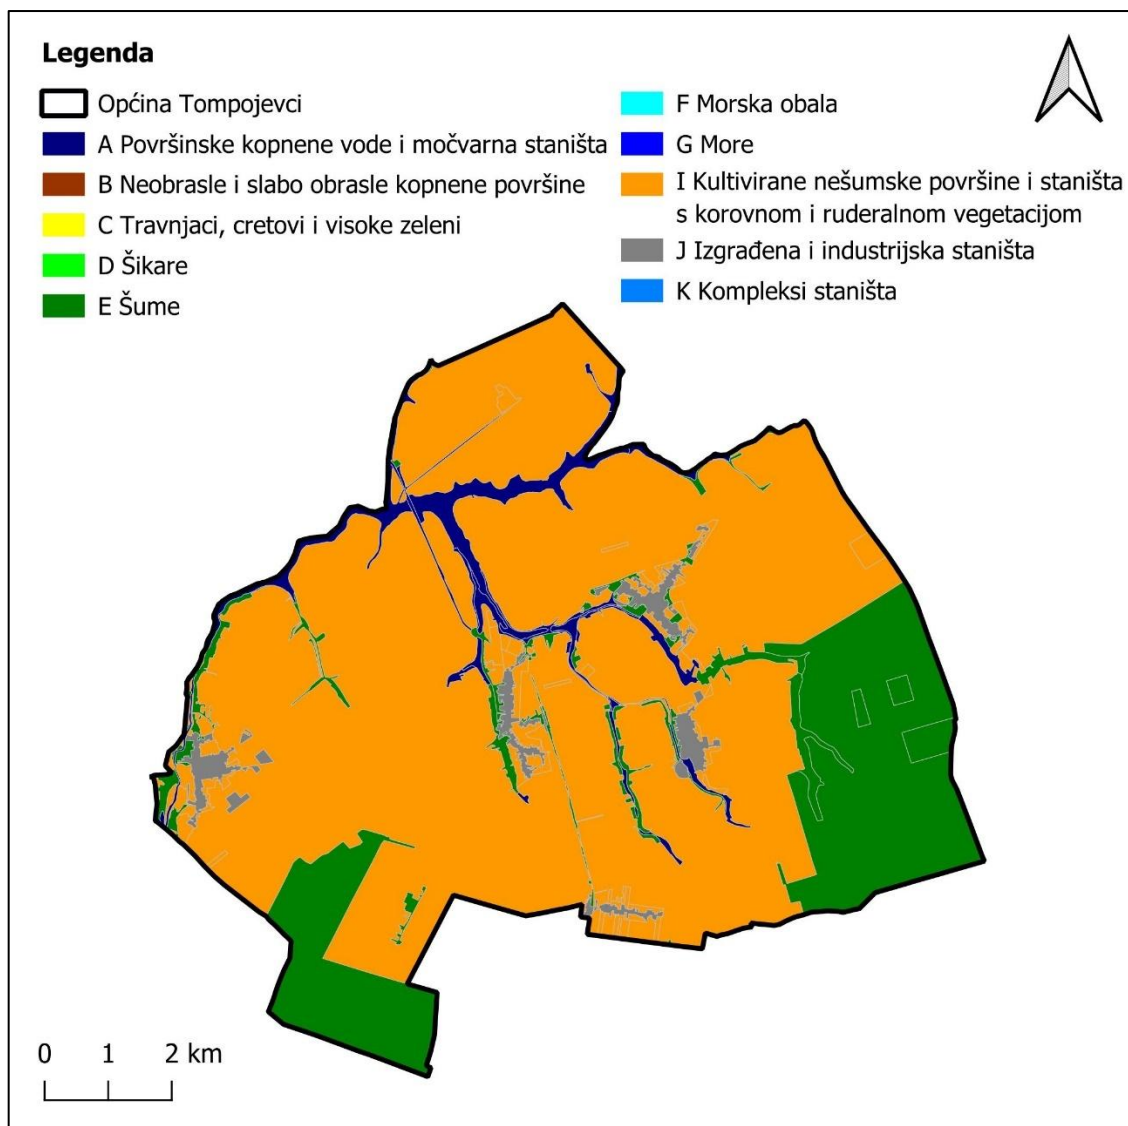 Legenda
Općina Tompojevci
A Površinske kopnene vode i močvarna staništa
B Neobrasle i slabo obrasle kopnene površine
C Travnjaci, cretovi i visoke zeleni
D Šikare
E Šume
F Morska obala
G More
I Kultivirane nešumske površine i staništa
s korovnom i ruderalnom vegetacijom
J Izgrađena i industrijska staništa
K Kompleksi staništa
0 1 2 km